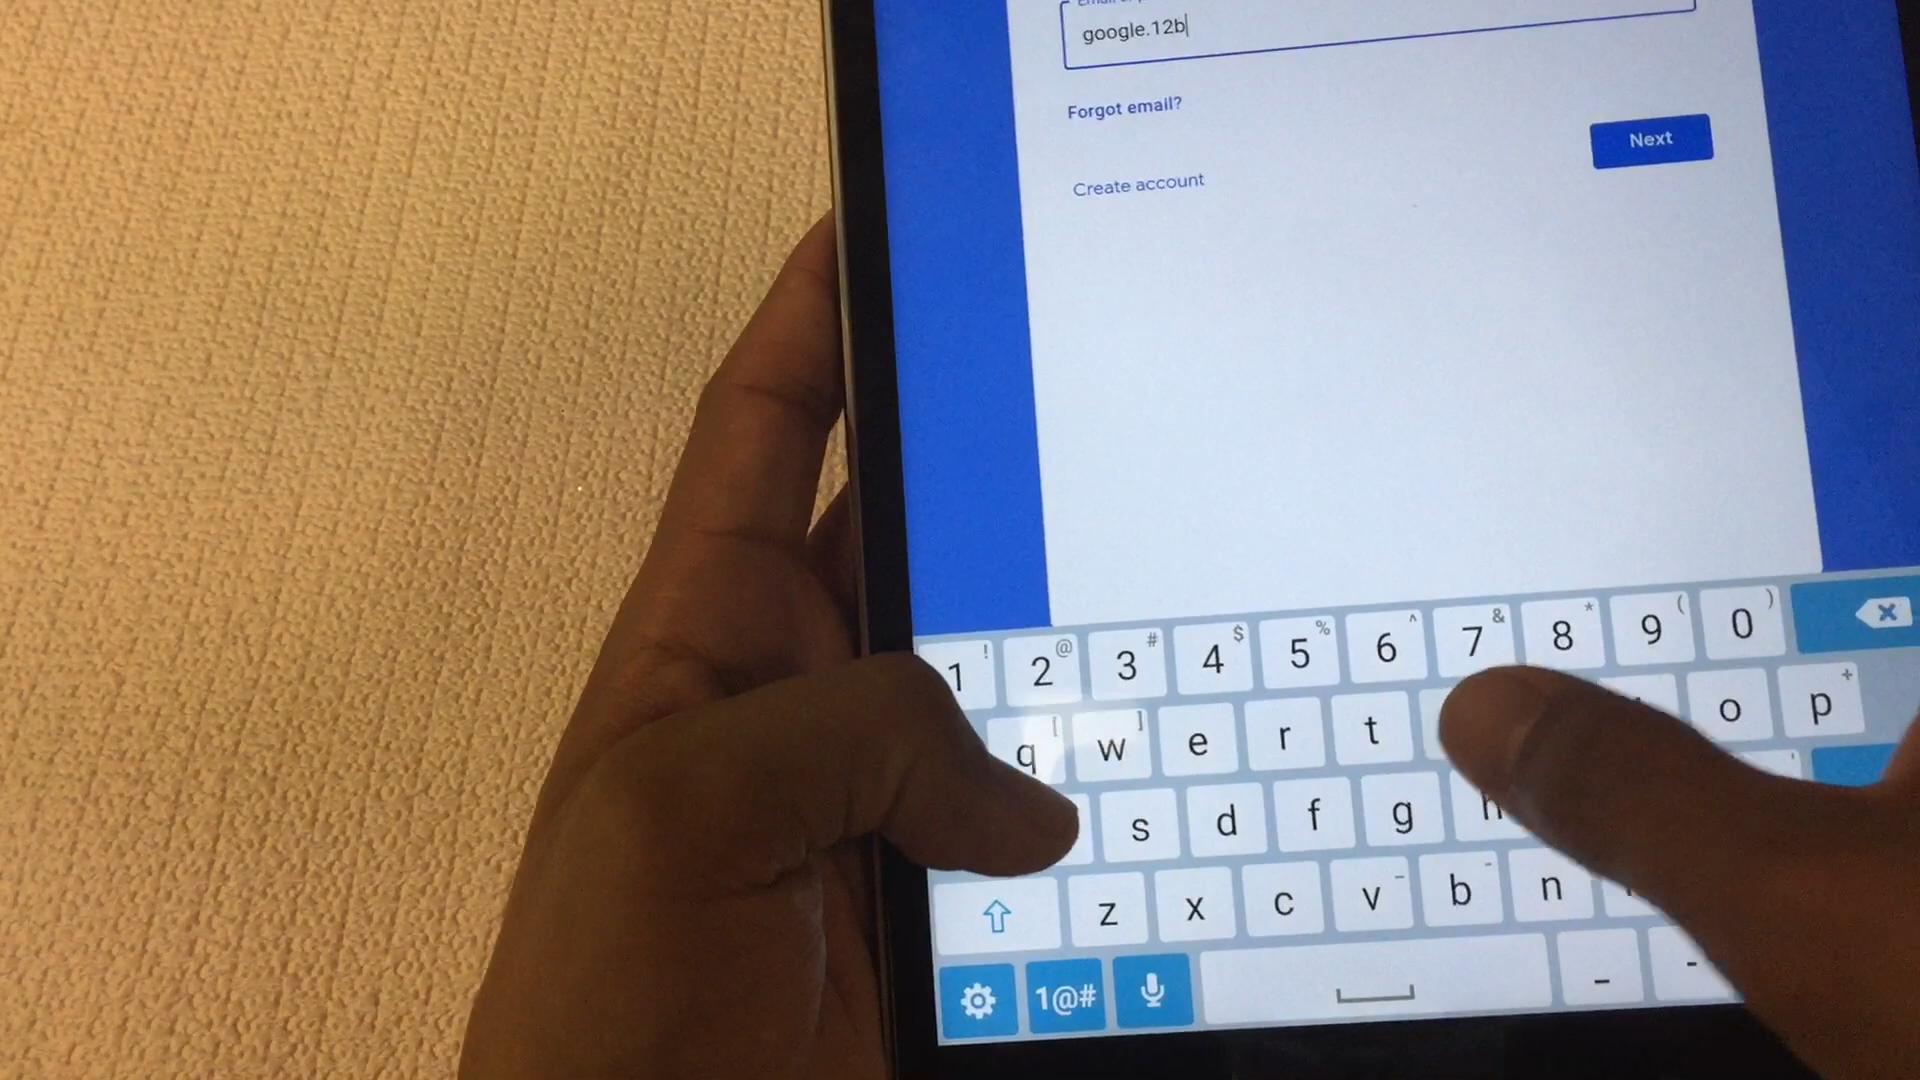 google.12b
Forgot email?
Next
Create account
1 ! 2 @ 3 # 4 $ 5 % 6 ^ 7 & 8 * 9 ( 0 )
q [ w ] e r t o p +
s d f g h '
z x c v - b - n
1@# _ -